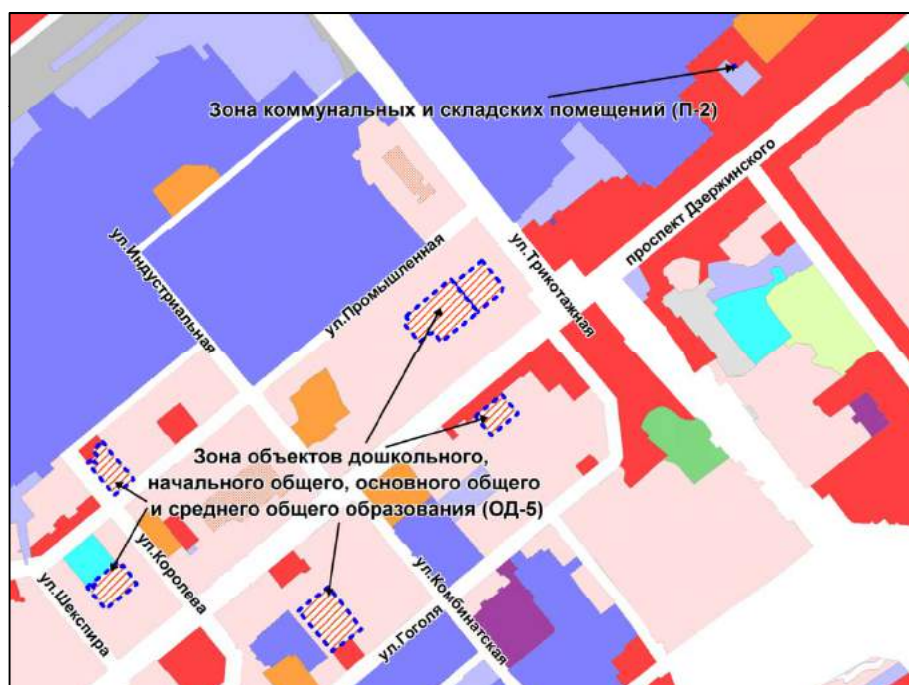 Зона коммунальных и складских помещений (П-2)
проспект Дзержинского
ул.Индустриальная
ул.Промышленная
ул.Трикотажная
Зона объектов дошкольного,
начального общего, основного общего
и среднего общего образования (ОД-5)
ул.Шекспира
ул.Королева
ул.Гоголя
ул.Комбинатская